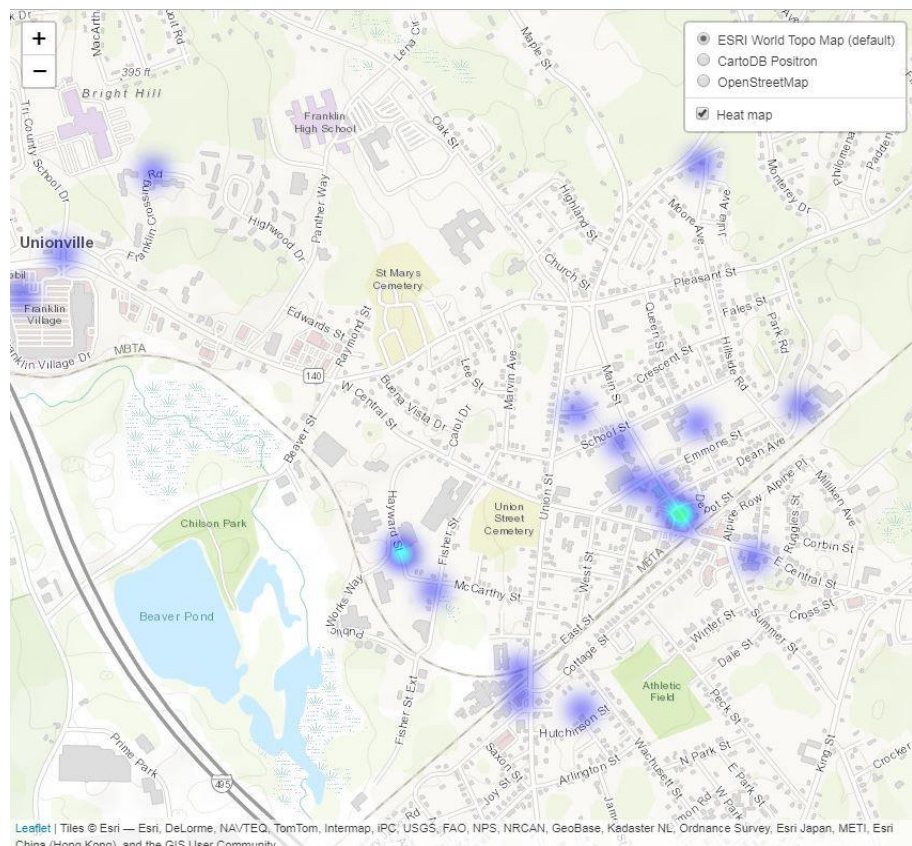 +
−
ESRI World Topo Map (default)
CartoDB Positron
OpenStreetMap
Heat map
MacArth
395 ft
Bright Hill
Franklin
High School
Lena Cir
Oak St
Maple St
Tri County School Dr
Franklin Crossing Rd
Highwood Dr
Panther Way
Highland St
Church St
Moore Ave
Monterey Dr
Philomena
Padden
Unionville
Franklin
Village
Franklin Village Dr
MBTA
St Marys
Cemetery
Edwards St
Raymond St
140
Pleasant St
Fales St
Park Rd
Queen St
Hillside Rd
Crescent St
Main St
Lee St
Marvin Ave
Buena Vista Dr
W Central St
Carol Dr
Beaver St
School St
Emmons St
Dean Ave
Depot St
Alpine Row
Alpine Pl
Milliken Ave
Ruggles St
Corbin St
E Central St
Cross St
Union St
Union
Street
Cemetery
Hayward St
Fisher St
McCarthy St
West St
MBTA
Chilson Park
Beaver Pond
Public
Works Way
East St
Cottage St
Winter St
Summer St
Dale St
Athletic
Field
Peck St
Fisher St Ext
Hutchinson St
Wachusett St
N Park St
E Park St
W Park
King St
Crocker
Saxon St
Joy St
Arlington St
Prime Park
495
Leaflet | Tiles © Esri — Esri, DeLorme, NAVTEQ, TomTom, Intermap, iPC, USGS, FAO, NPS, NRCAN, GeoBase, Kadaster NL, Ordnance Survey, Esri Japan, METI, Esri
China (Hong Kong), and the GIS User Community